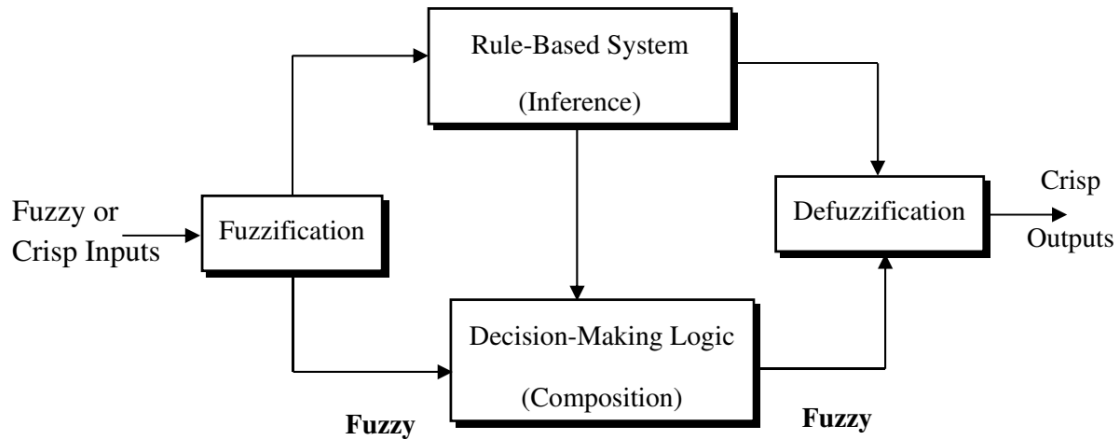 Rule-Based System
(Inference)
Fuzzy or
Crisp Inputs
Fuzzification
Defuzzification
Crisp
Outputs
Decision-Making Logic
(Composition)
Fuzzy
Fuzzy